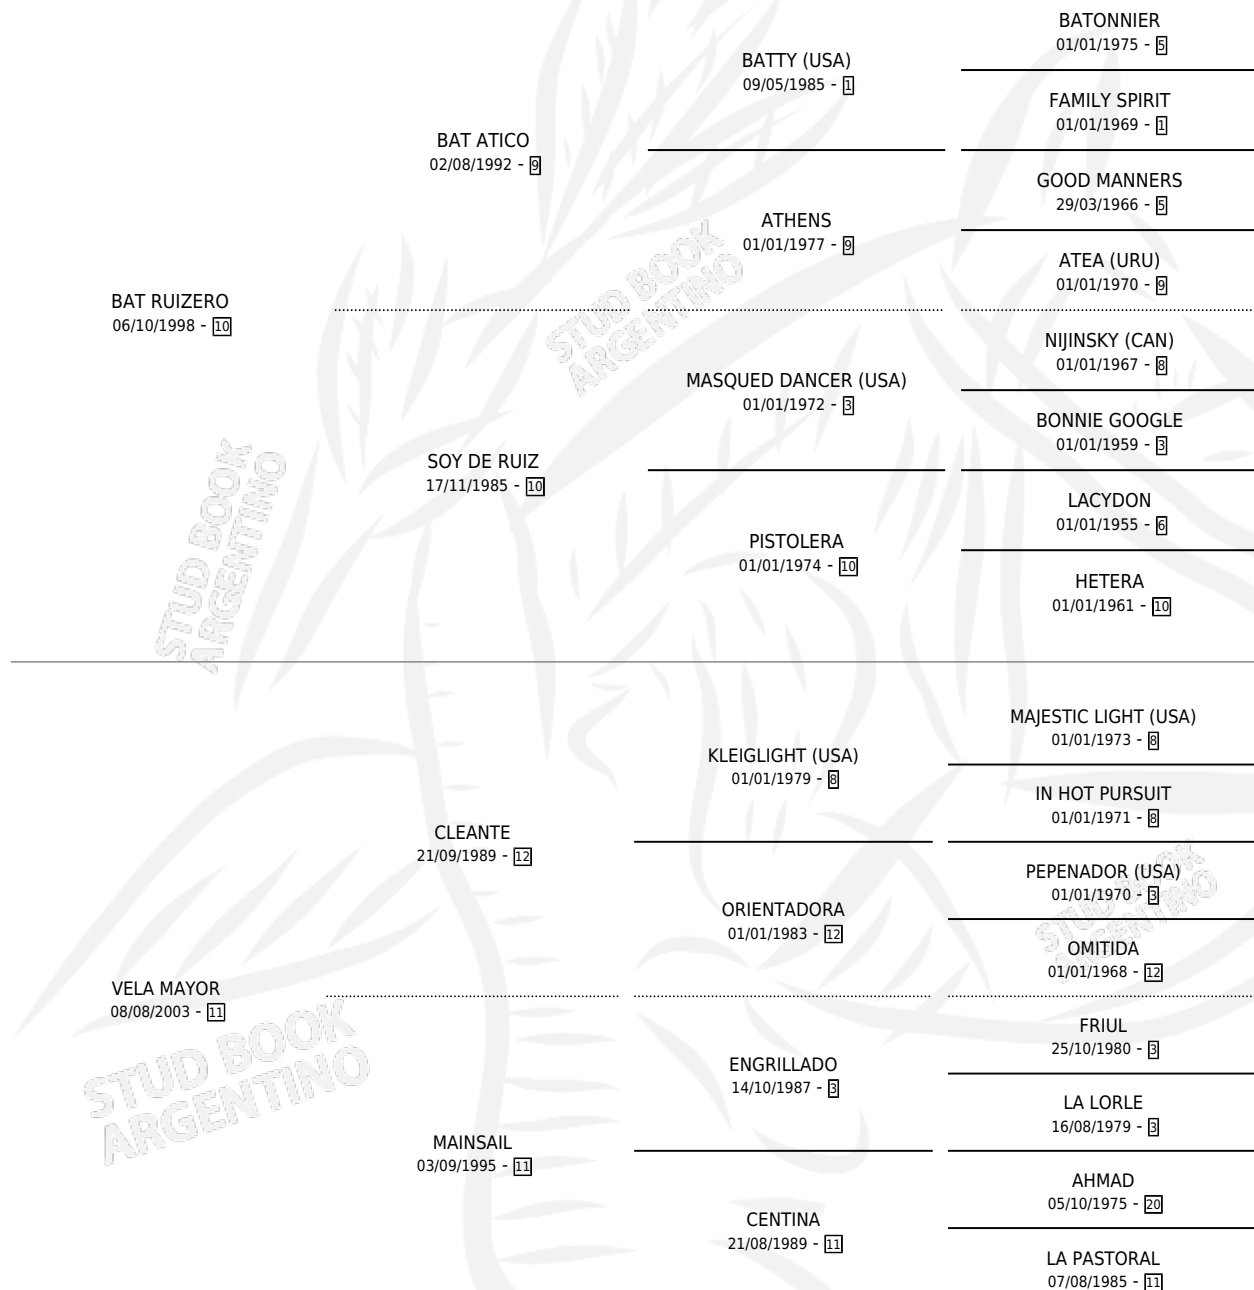 BATONNIER
01/01/1975 - 5
BATTY (USA)
09/05/1985 - 1
FAMILY SPIRIT
01/01/1969 - 1
BAT ATICO
02/08/1992 - 9
GOOD MANNERS
29/03/1966 - 5
ATHENS
01/01/1977 - 9
ATEA (URU)
01/01/1970 - 9
BAT RUIZERO
06/10/1998 - 10
NIJINSKY (CAN)
01/01/1967 - 8
MASQUED DANCER (USA)
01/01/1972 - 3
BONNIE GOOGLE
01/01/1959 - 3
SOY DE RUIZ
17/11/1985 - 10
LACYDON
01/01/1955 - 6
PISTOLERA
01/01/1974 - 10
HETERA
01/01/1961 - 10
MAJESTIC LIGHT (USA)
01/01/1973 - 8
KLEIGLIGHT (USA)
01/01/1979 - 8
IN HOT PURSUIT
01/01/1971 - 8
CLEANTE
21/09/1989 - 12
PEPENADOR (USA)
01/01/1970 - 3
ORIENTADORA
01/01/1983 - 12
OMITIDA
01/01/1968 - 12
VELA MAYOR
08/08/2003 - 11
FRIUL
25/10/1980 - 3
ENGRILLADO
14/10/1987 - 3
LA LORLE
16/08/1979 - 3
MAINSAIL
03/09/1995 - 11
AHMAD
05/10/1975 - 20
CENTINA
21/08/1989 - 11
LA PASTORAL
07/08/1985 - 11
STUD BOOK
ARGENTINO
STUD BOOK
ARGENTINO
STUD BOOK
ARGENTINO
STUD BOOK
ARGENTINO